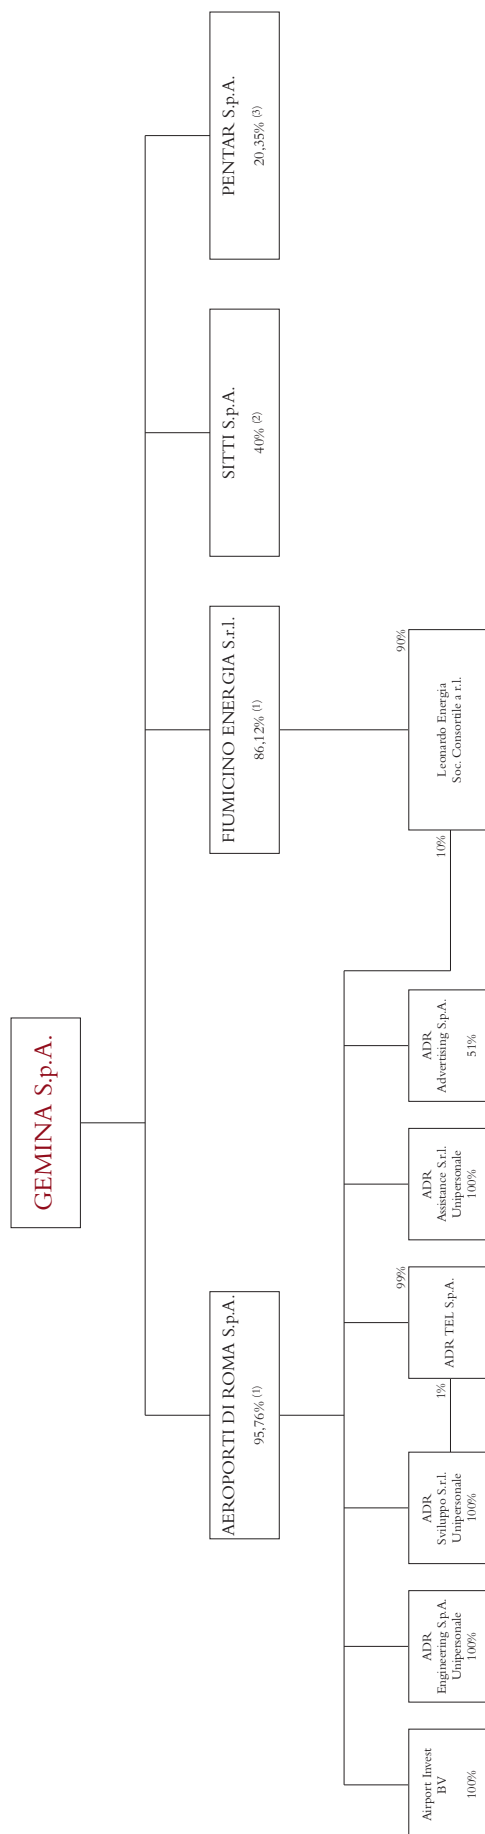 GEMINA S.p.A.
AEROPORTI DI ROMA S.p.A.
95,76% (1)
FIUMICINO ENERGIA S.r.l.
86,12% (1)
SITTI S.p.A.
40% (2)
PENTAR S.p.A.
20,35% (3)
Airport Invest
BV
100%
ADR
Engineering S.p.A.
Unipersonale
100%
ADR
Sviluppo S.r.l.
Unipersonale
100%
1%
99%
ADR TEL S.p.A.
ADR
Assistance S.r.l.
Unipersonale
100%
ADR
Advertising S.p.A.
51%
10%
90%
Leonardo Energia
Soc. Consortile a r.l.